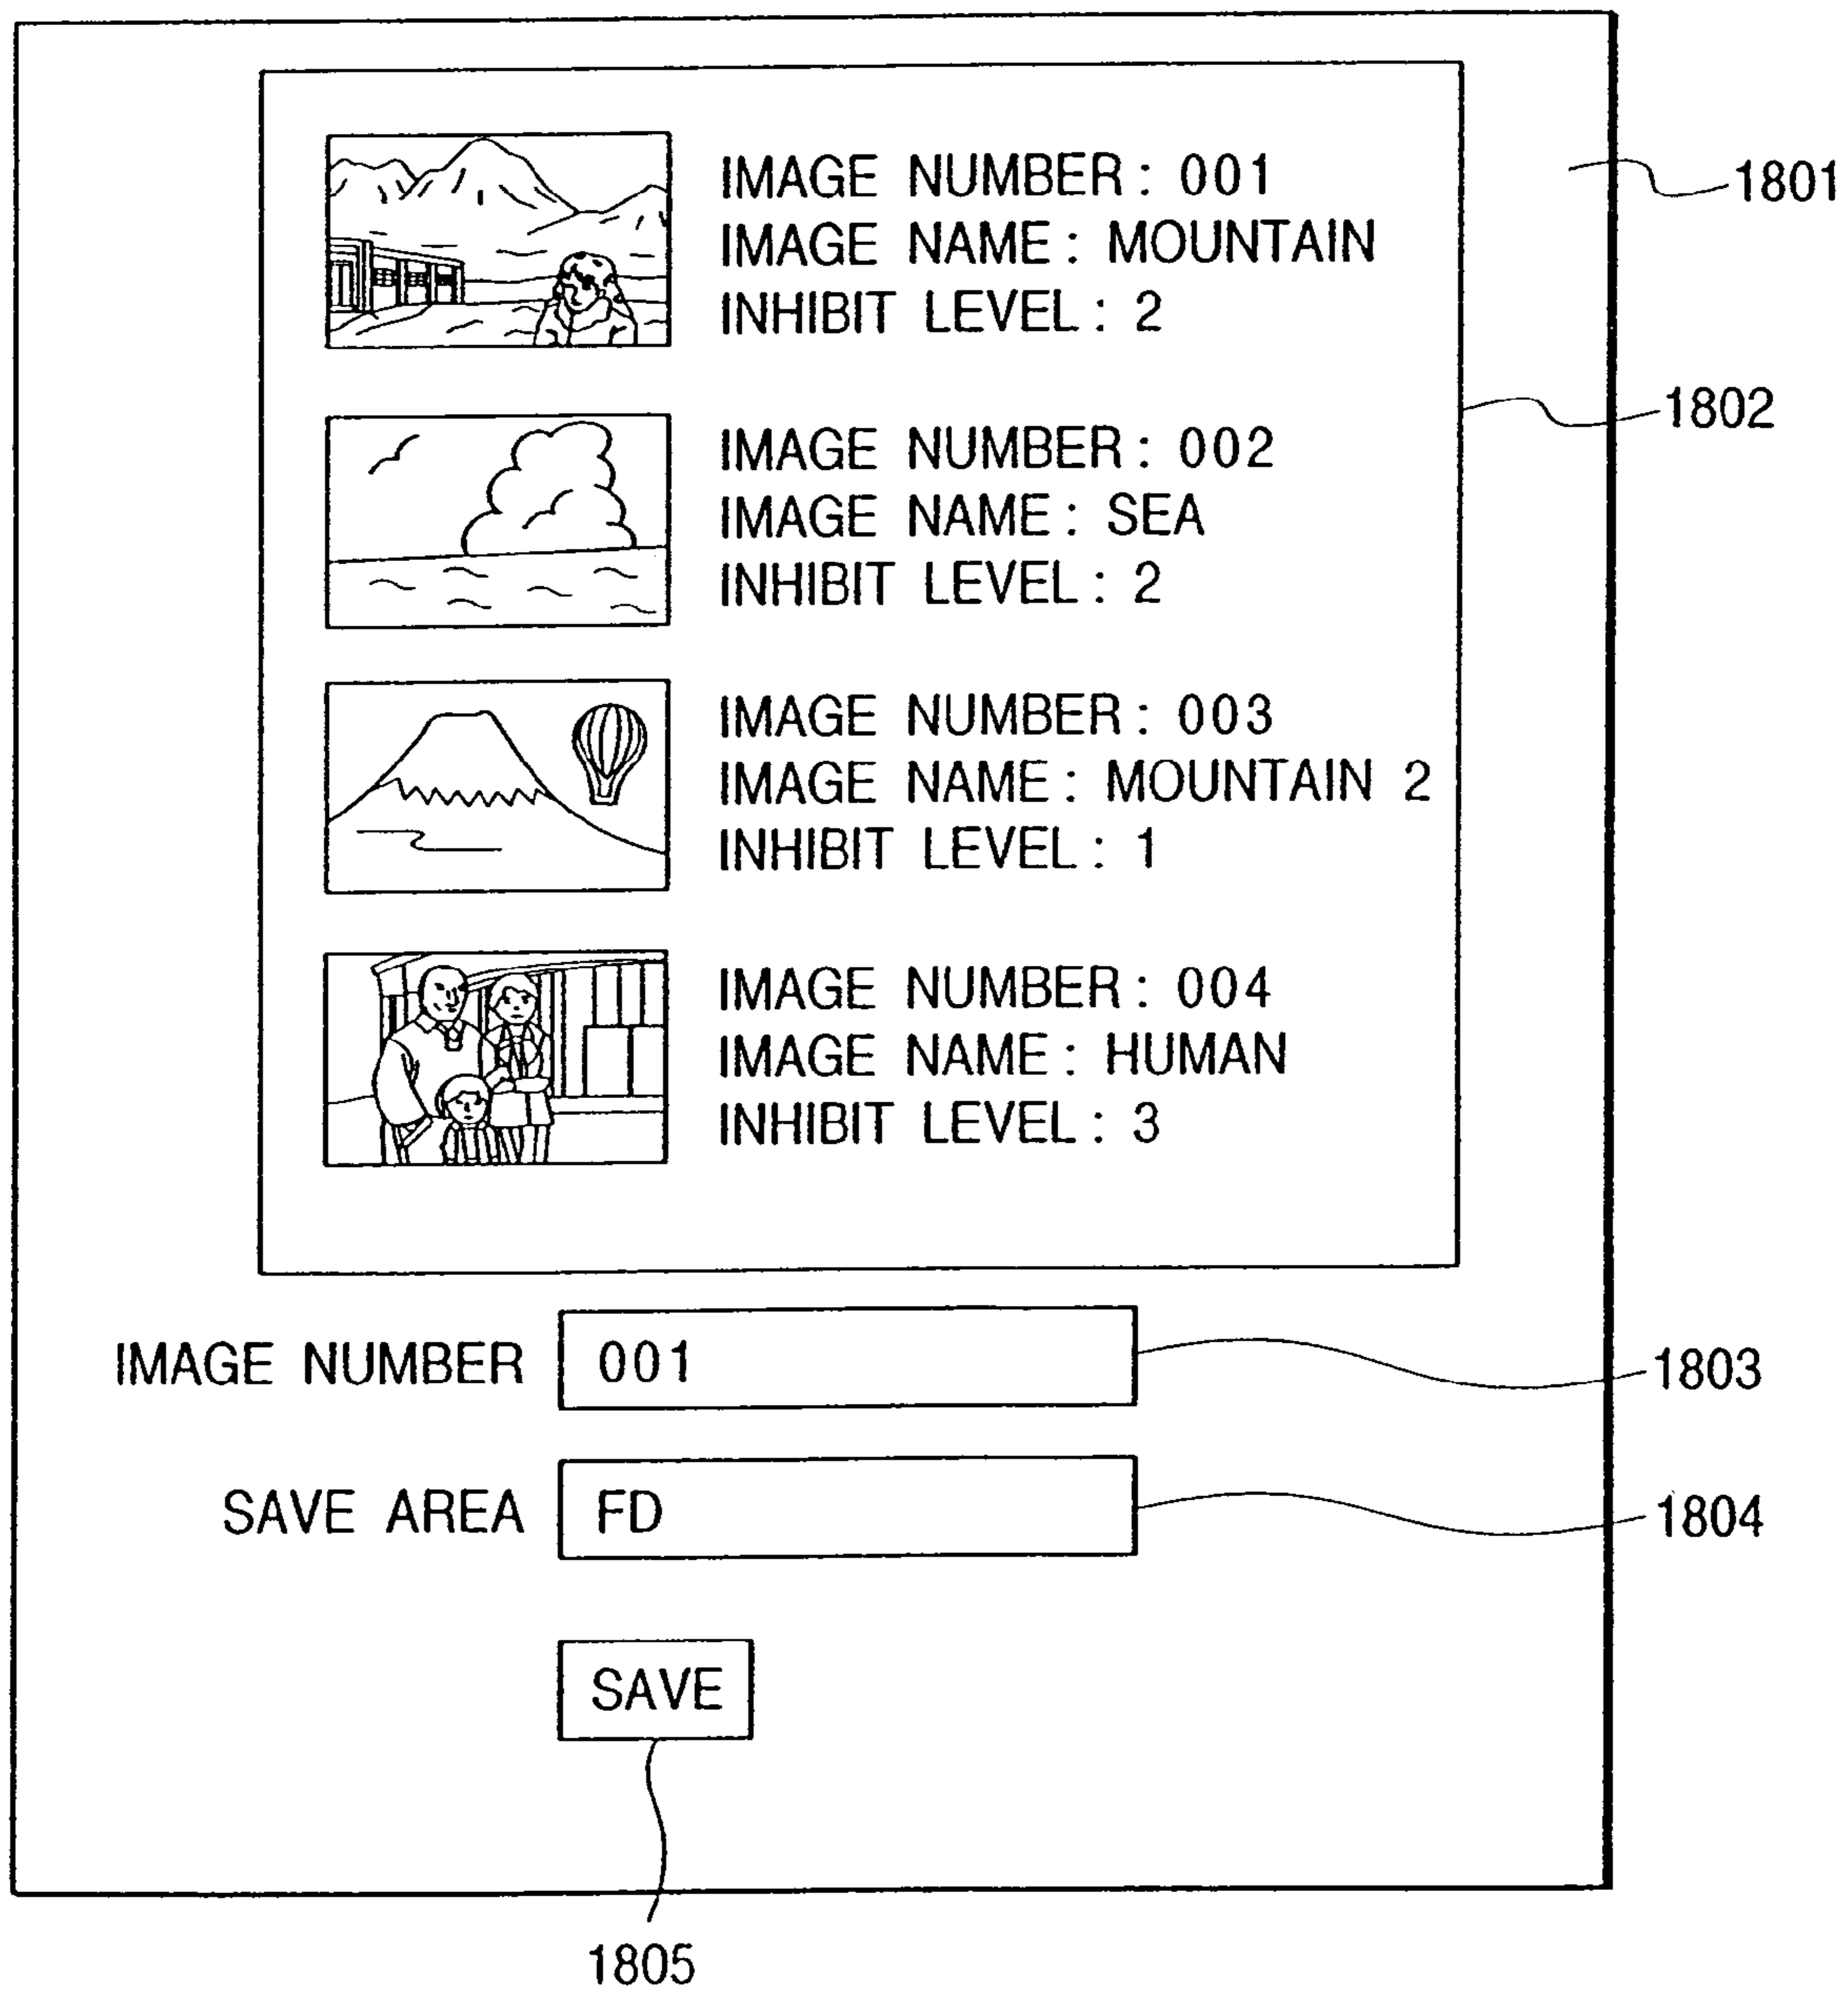 IMAGE NUMBER : 001
IMAGE NAME : MOUNTAIN
INHIBIT LEVEL : 2
1801
IMAGE NUMBER : 002
IMAGE NAME : SEA
INHIBIT LEVEL : 2
1802
IMAGE NUMBER : 003
IMAGE NAME : MOUNTAIN 2
INHIBIT LEVEL : 1
IMAGE NUMBER : 004
IMAGE NAME : HUMAN
INHIBIT LEVEL : 3
IMAGE NUMBER 001 1803
SAVE AREA FD 1804
SAVE
1805